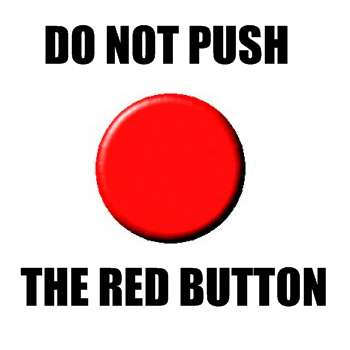 DO NOT PUSH
THE RED BUTTON